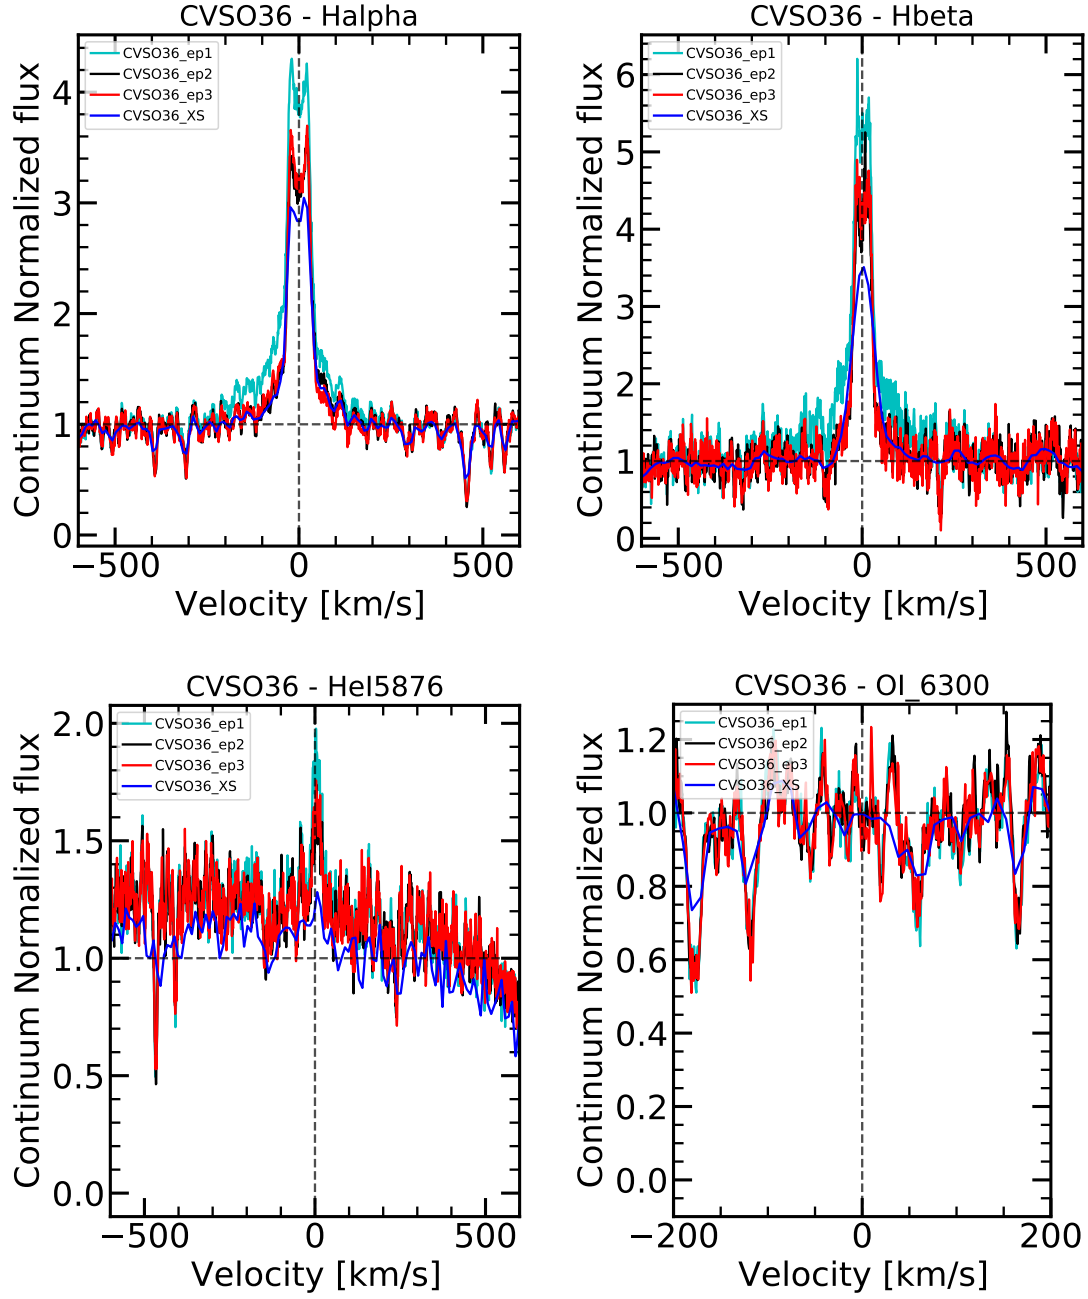 CVSO36 - Halpha
CVSO36_ep1
CVSO36_ep2
CVSO36_ep3
CVSO36_XS
Continuum Normalized flux
4
3
2
1
0
−500 0 500
Velocity [km/s]
CVSO36 - Hbeta
CVSO36_ep1
CVSO36_ep2
CVSO36_ep3
CVSO36_XS
Continuum Normalized flux
6
5
4
3
2
1
0
−500 0 500
Velocity [km/s]
CVSO36 - HeI5876
CVSO36_ep1
CVSO36_ep2
CVSO36_ep3
CVSO36_XS
Continuum Normalized flux
2.0
1.5
1.0
0.5
0.0
−500 0 500
Velocity [km/s]
CVSO36 - OI_6300
CVSO36_ep1
CVSO36_ep2
CVSO36_ep3
CVSO36_XS
Continuum Normalized flux
1.2
1.0
0.8
0.6
0.4
0.2
0.0
−200 0 200
Velocity [km/s]